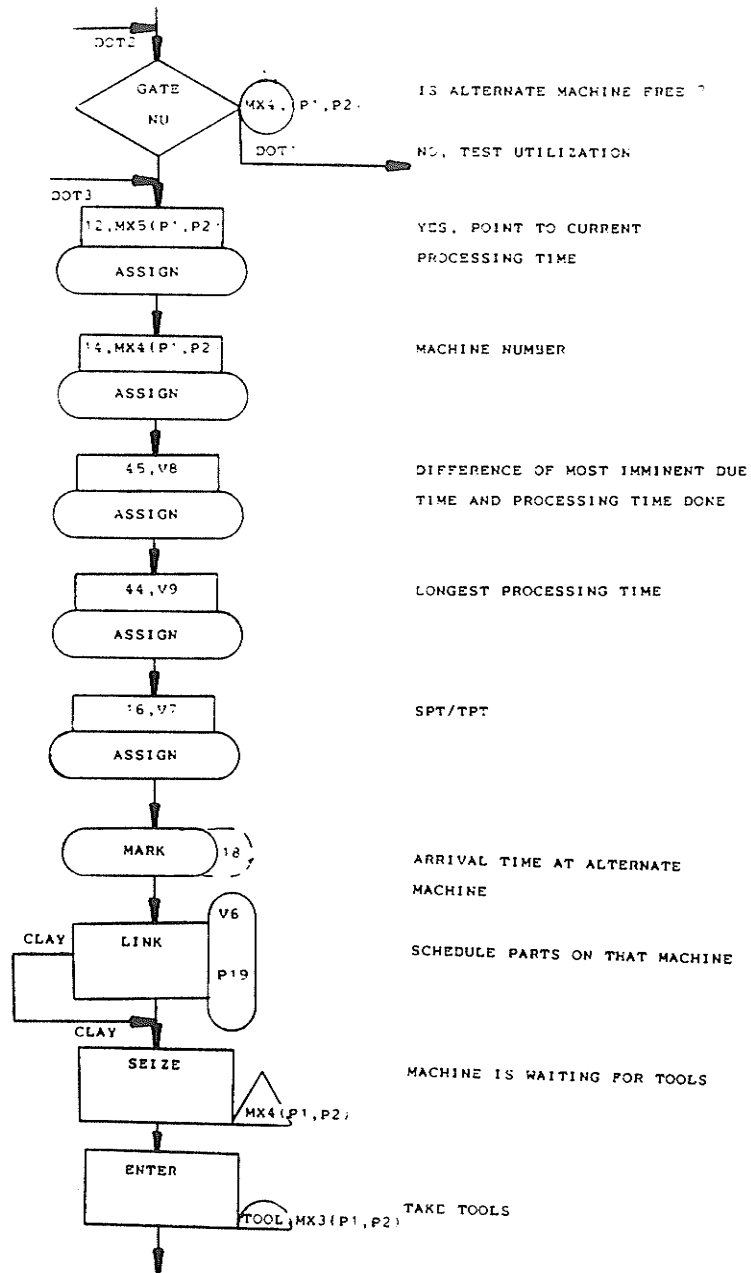 DOT2
GATE
NU
MX4, (P1,P2)
IS ALTERNATE MACHINE FREE ?
DOT1
NO, TEST UTILIZATION
DOT3
12,MX5(P1,P2)
ASSIGN
YES, POINT TO CURRENT
PROCESSING TIME
14,MX4(P1,P2)
ASSIGN
MACHINE NUMBER
45,V8
ASSIGN
DIFFERENCE OF MOST IMMINENT DUE
TIME AND PROCESSING TIME DONE
44,V9
ASSIGN
LONGEST PROCESSING TIME
16,V7
ASSIGN
SPT/TPT
MARK
18
ARRIVAL TIME AT ALTERNATE
MACHINE
V6
CLAY
LINK
P19
SCHEDULE PARTS ON THAT MACHINE
CLAY
SEIZE
MX4(P1,P2)
MACHINE IS WAITING FOR TOOLS
ENTER
TOOL,MX3(P1,P2)
TAKE TOOLS